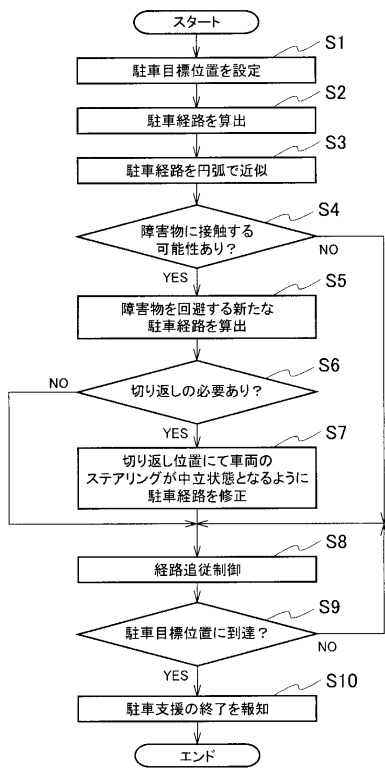 スタート
S1
駐車目標位置を設定
S2
駐車経路を算出
S3
駐車経路を円弧で近似
S4
障害物に接触する
可能性あり?
NO
YES
S5
障害物を回避する新たな
駐車経路を算出
S6
NO
切り返しの必要あり?
YES
S7
切り返し位置にて車両の
ステアリングが中立状態となるように
駐車経路を修正
S8
経路追従制御
S9
駐車目標位置に到達?
NO
YES
S10
駐車支援の終了を報知
エンド